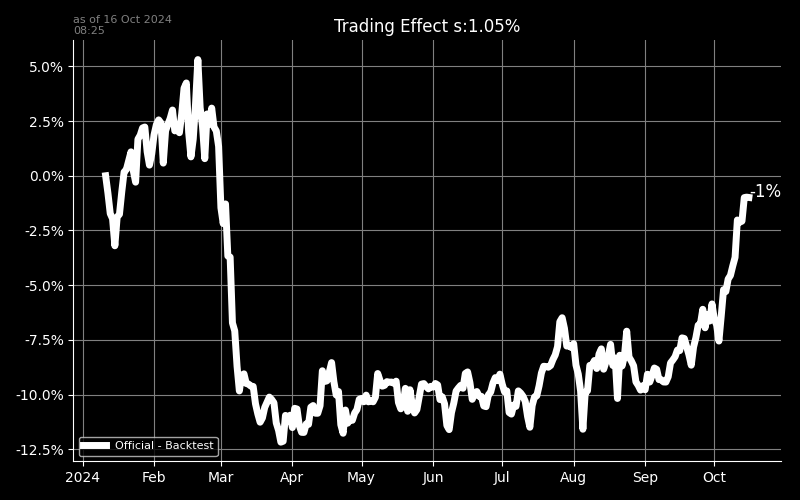 as of 16 Oct 2024
08:25
Trading Effect s:1.05%
5.0%
2.5%
0.0%
-2.5%
-5.0%
-7.5%
-10.0%
-12.5%
-1%
Official - Backtest
2024 Feb Mar Apr May Jun Jul Aug Sep Oct